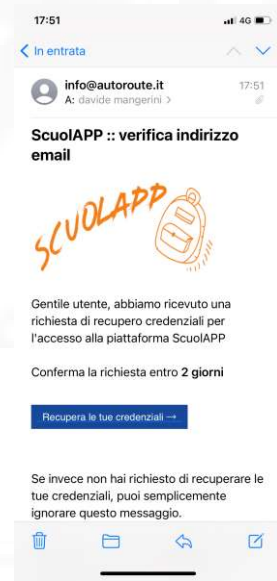 17:51
4G
In entrata
info@autoroute.it
17:51
A: davide mangerini
ScuolAPP :: verifica indirizzo
email
SCUOLAPP
Gentile utente, abbiamo ricevuto una
richiesta di recupero credenziali per
l'accesso alla piattaforma ScuolAPP
Conferma la richiesta entro 2 giorni
Recupera le tue credenziali →
Se invece non hai richiesto di recuperare le
tue credenziali, puoi semplicemente
ignorare questo messaggio.